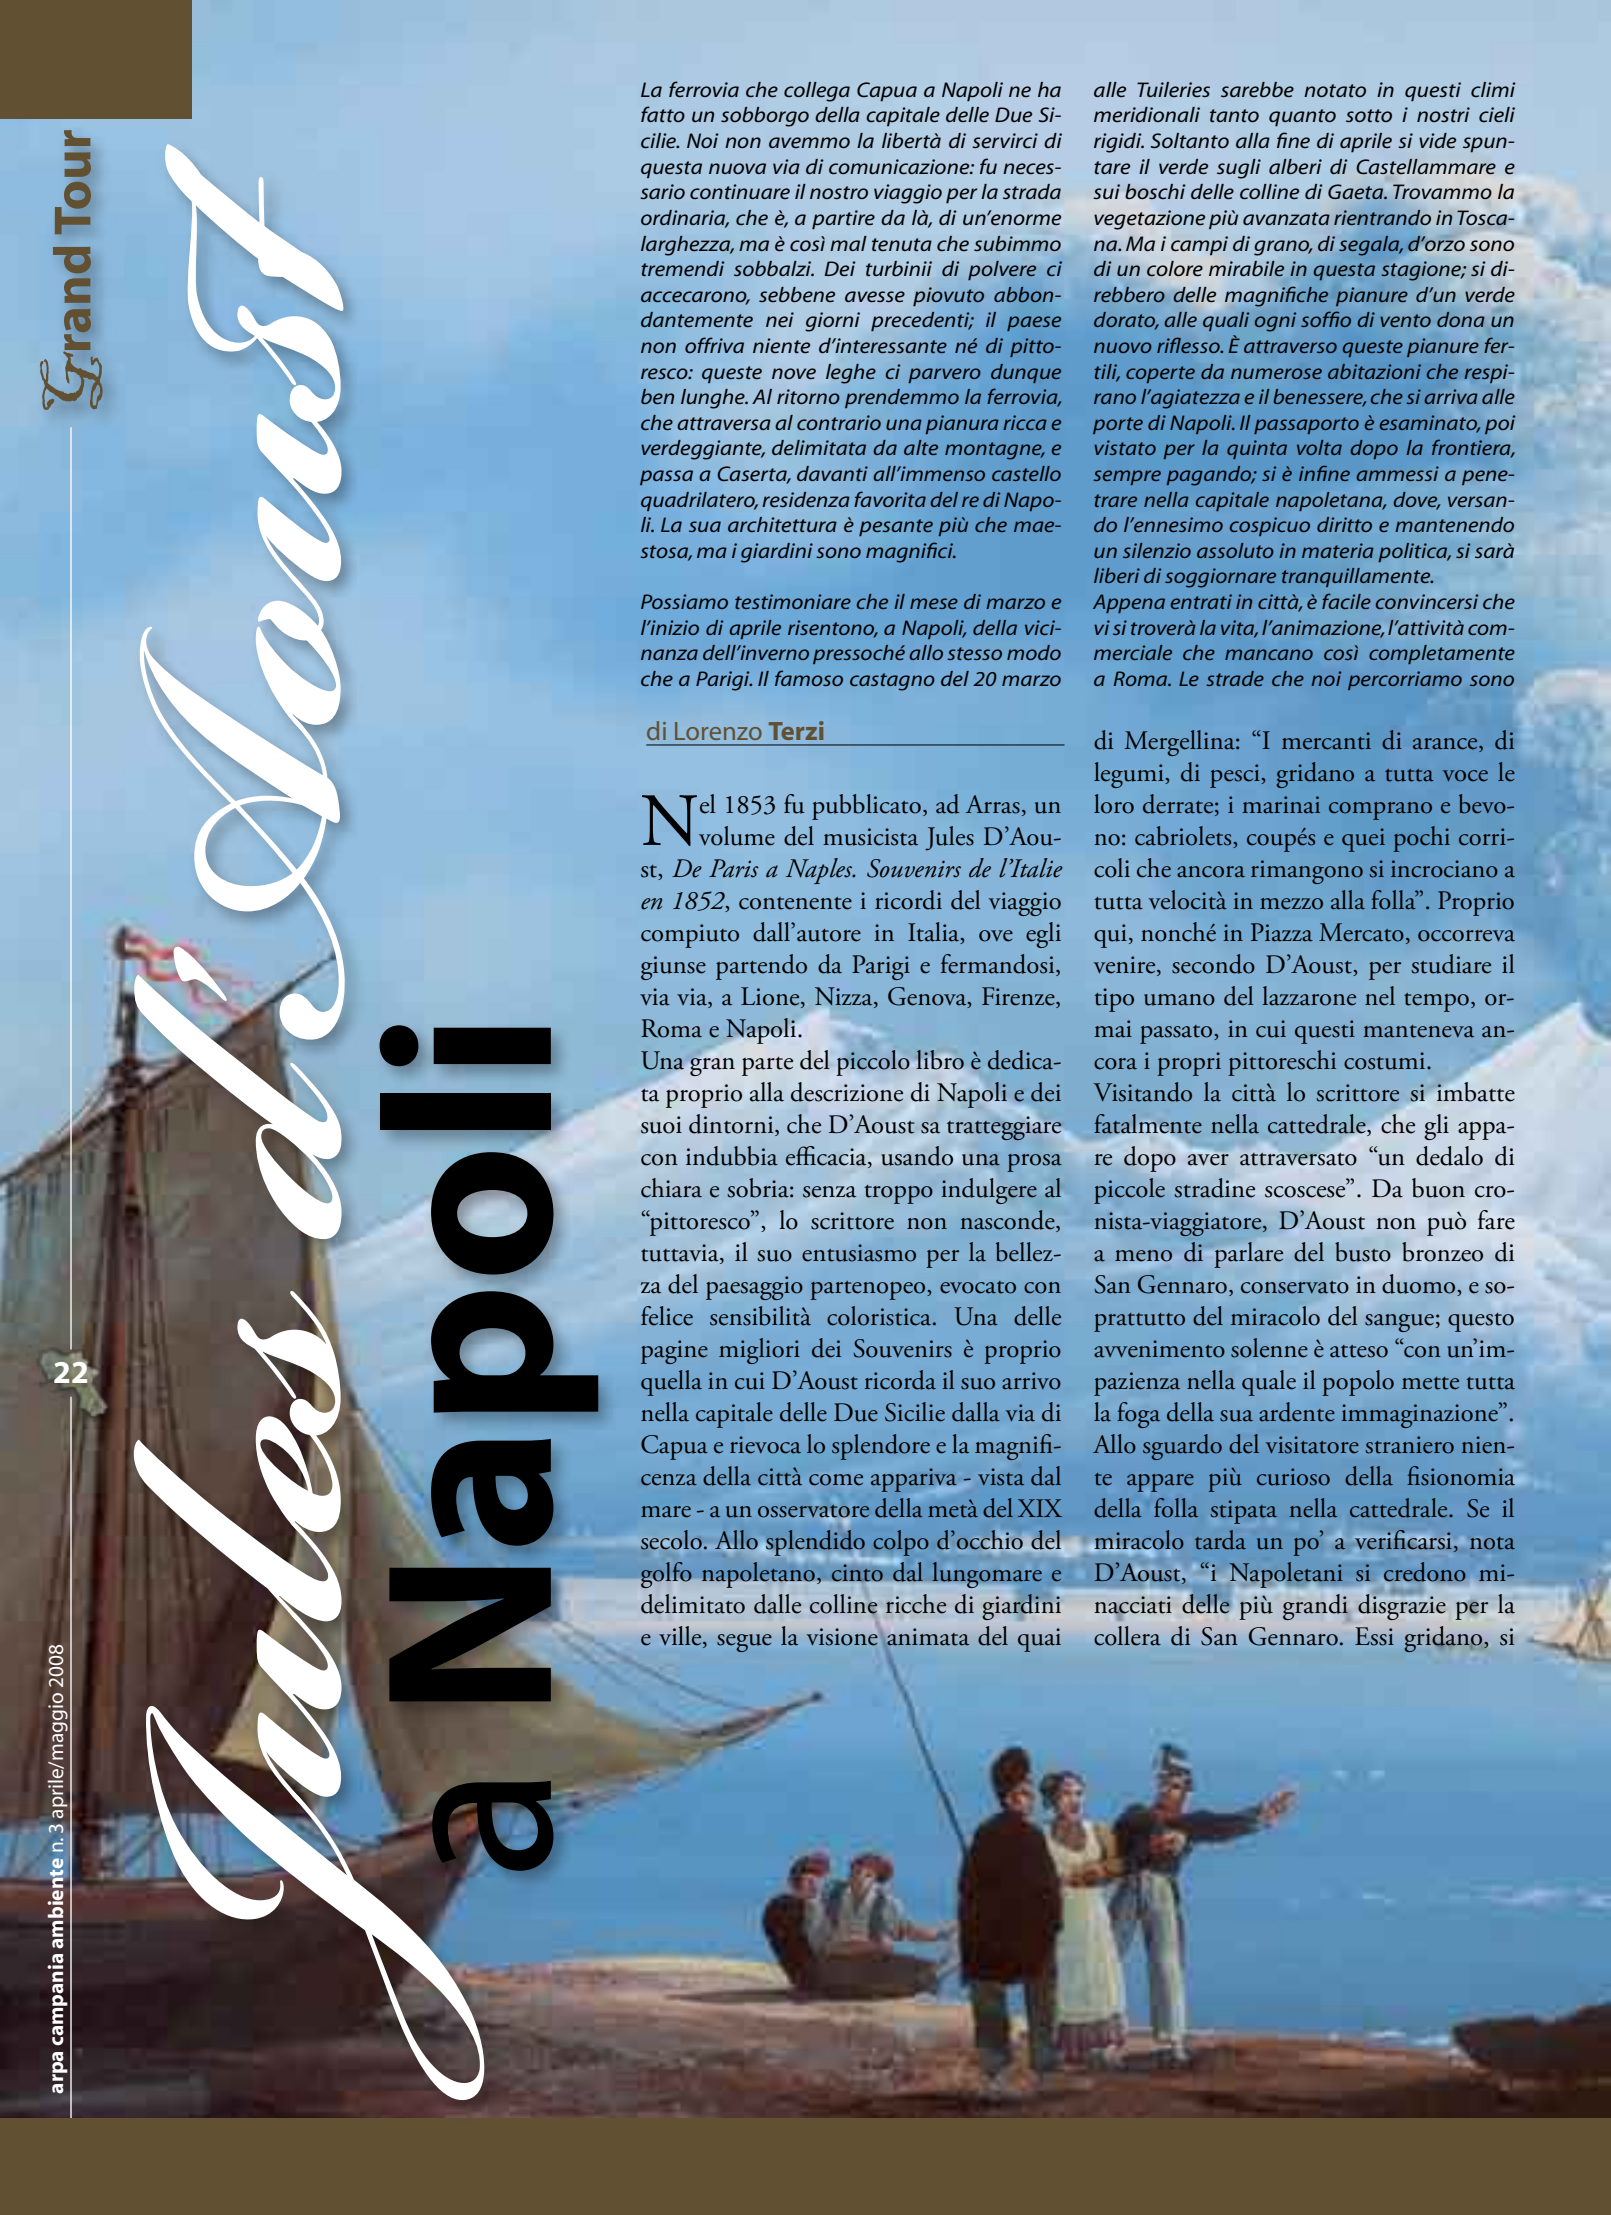 Grand Tour
Jules d'Aoust
a Napoli
La ferrovia che collega Capua a Napoli ne ha
fatto un sobborgo della capitale delle Due Si-
cilie. Noi non avemmo la libertà di servirci di
questa nuova via di comunicazione: fu neces-
sario continuare il nostro viaggio per la strada
ordinaria, che è, a partire da là, di un'enorme
larghezza, ma è così mal tenuta che subimmo
tremendi sobbalzi. Dei turbinii di polvere ci
accecarono, sebbene avesse piovuto abbon-
dantemente nei giorni precedenti; il paese
non offriva niente d'interessante né di pitto-
resco: queste nove leghe ci parvero dunque
ben lunghe. Al ritorno prendemmo la ferrovia,
che attraversa al contrario una pianura ricca e
verdeggiante, delimitata da alte montagne, e
passa a Caserta, davanti all'immenso castello
quadrilatero, residenza favorita del re di Napo-
li. La sua architettura è pesante più che mae-
stosa, ma i giardini sono magnifici.
Possiamo testimoniare che il mese di marzo e
l'inizio di aprile risentono, a Napoli, della vici-
nanza dell'inverno pressoché allo stesso modo
che a Parigi. Il famoso castagno del 20 marzo
alle Tuileries sarebbe notato in questi climi
meridionali tanto quanto sotto i nostri cieli
rigidi. Soltanto alla fine di aprile si vide spun-
tare il verde sugli alberi di Castellammare e
sui boschi delle colline di Gaeta. Trovammo la
vegetazione più avanzata rientrando in Tosca-
na. Ma i campi di grano, di segala, d'orzo sono
di un colore mirabile in questa stagione; si di-
rebbero delle magnifiche pianure d'un verde
dorato, alle quali ogni soffio di vento dona un
nuovo riflesso. È attraverso queste pianure fer-
tili, coperte da numerose abitazioni che respi-
rano l'agiatezza e il benessere, che si arriva alle
porte di Napoli. Il passaporto è esaminato, poi
vistato per la quinta volta dopo la frontiera,
sempre pagando; si è infine ammessi a pene-
trare nella capitale napoletana, dove, versan-
do l'ennesimo cospicuo diritto e mantenendo
un silenzio assoluto in materia politica, si sarà
liberi di soggiornare tranquillamente.
Appena entrati in città, è facile convincersi che
vi si troverà la vita, l'animazione, l'attività com-
merciale che mancano così completamente
a Roma. Le strade che noi percorriamo sono
di Lorenzo Terzi
Nel 1853 fu pubblicato, ad Arras, un
volume del musicista Jules D'Aou-
st, De Paris a Naples. Souvenirs de l'Italie
en 1852, contenente i ricordi del viaggio
compiuto dall'autore in Italia, ove egli
giunse partendo da Parigi e fermandosi,
via via, a Lione, Nizza, Genova, Firenze,
Roma e Napoli.
Una gran parte del piccolo libro è dedica-
ta proprio alla descrizione di Napoli e dei
suoi dintorni, che D'Aoust sa tratteggiare
con indubbia efficacia, usando una prosa
chiara e sobria: senza troppo indulgere al
“pittoresco”, lo scrittore non nasconde,
tuttavia, il suo entusiasmo per la bellez-
za del paesaggio partenopeo, evocato con
felice sensibilità coloristica. Una delle
pagine migliori dei Souvenirs è proprio
quella in cui D'Aoust ricorda il suo arrivo
nella capitale delle Due Sicilie dalla via di
Capua e rievoca lo splendore e la magnifi-
cenza della città come appariva - vista dal
mare - a un osservatore della metà del XIX
secolo. Allo splendido colpo d'occhio del
golfo napoletano, cinto dal lungomare e
delimitato dalle colline ricche di giardini
e ville, segue la visione animata del quai
di Mergellina: “I mercanti di arance, di
legumi, di pesci, gridano a tutta voce le
loro derrate; i marinai comprano e bevo-
no: cabriolets, coupés e quei pochi corri-
coli che ancora rimangono si incrociano a
tutta velocità in mezzo alla folla”. Proprio
qui, nonché in Piazza Mercato, occorreva
venire, secondo D'Aoust, per studiare il
tipo umano del lazzarone nel tempo, or-
mai passato, in cui questi manteneva an-
cora i propri pittoreschi costumi.
Visitando la città lo scrittore si imbatte
fatalmente nella cattedrale, che gli appa-
re dopo aver attraversato “un dedalo di
piccole stradine scoscese”. Da buon cro-
nista-viaggiatore, D'Aoust non può fare
a meno di parlare del busto bronzeo di
San Gennaro, conservato in duomo, e so-
prattutto del miracolo del sangue; questo
avvenimento solenne è atteso “con un'im-
pazienza nella quale il popolo mette tutta
la foga della sua ardente immaginazione”.
Allo sguardo del visitatore straniero nien-
te appare più curioso della fisionomia
della folla stipata nella cattedrale. Se il
miracolo tarda un po' a verificarsi, nota
D'Aoust, “i Napoletani si credono mi-
nacciati delle più grandi disgrazie per la
collera di San Gennaro. Essi gridano, si
22
arpa campania ambiente n. 3 aprile/maggio 2008